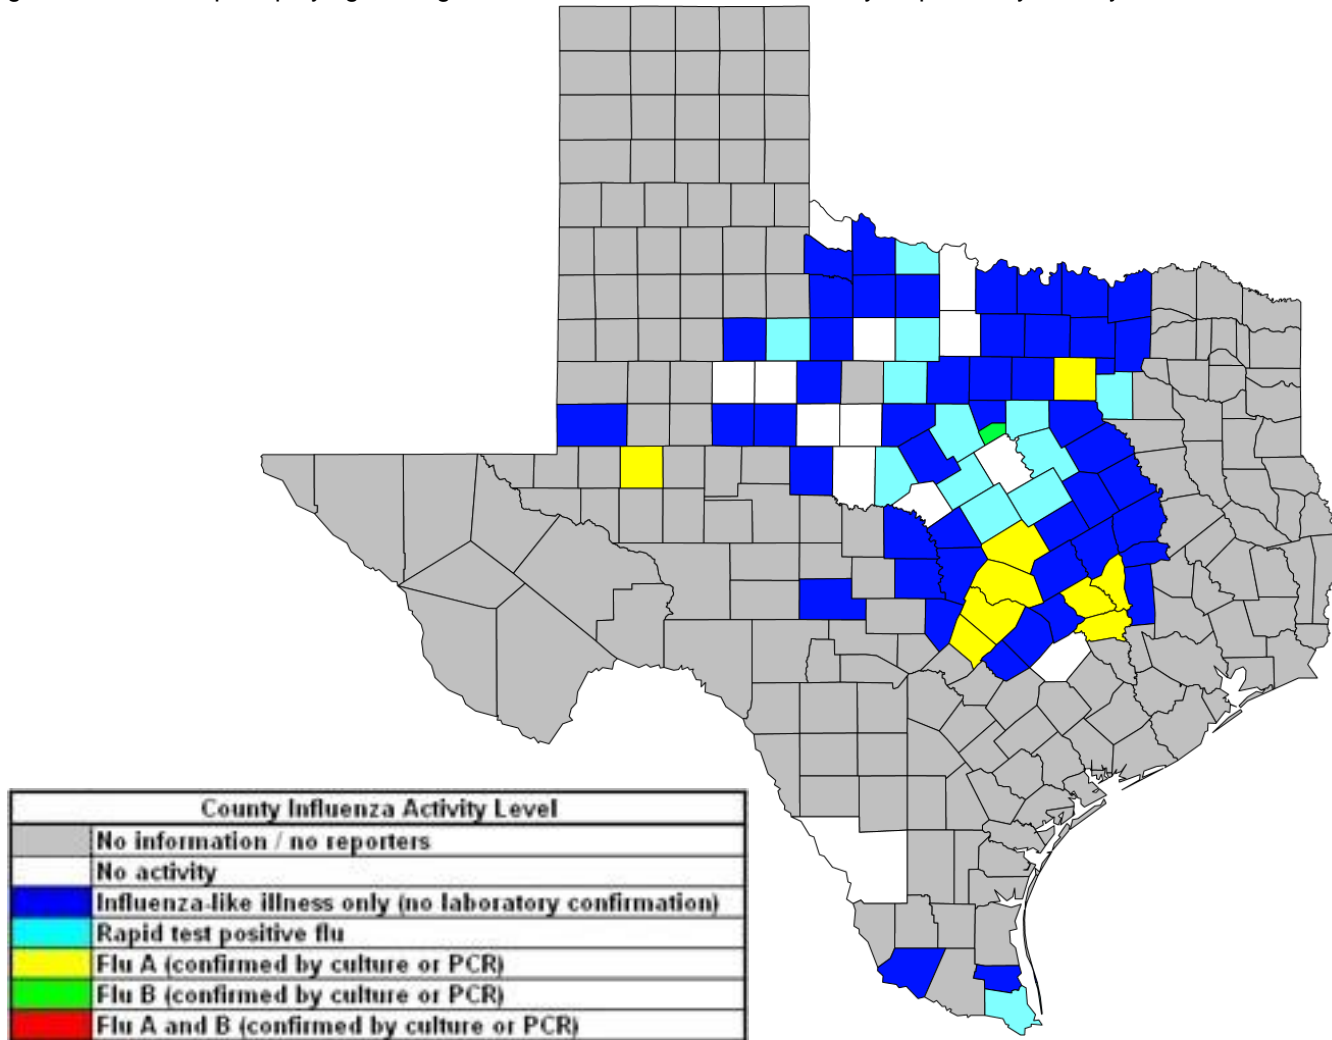 County Influenza Activity Level
No information / no reporters
No activity
Influenza-like illness only (no laboratory confirmation)
Rapid test positive flu
Flu A (confirmed by culture or PCR)
Flu B (confirmed by culture or PCR)
Flu A and B (confirmed by culture or PCR)